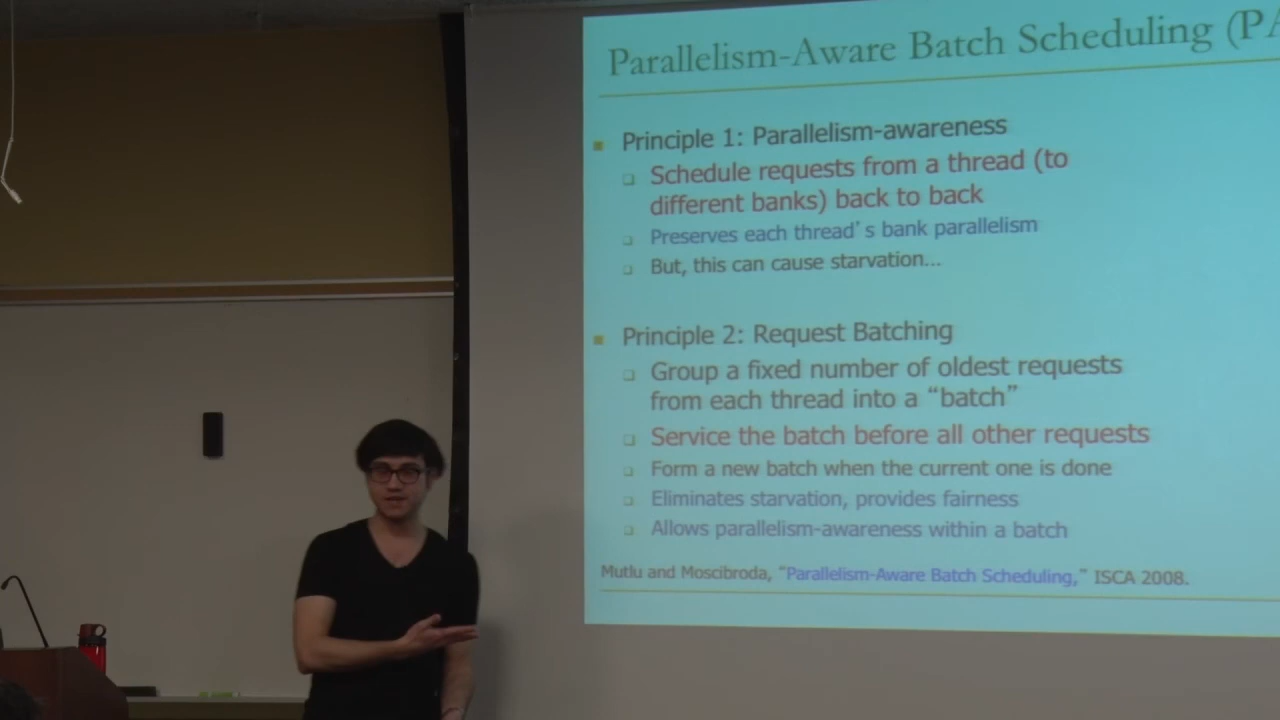 Parallelism-Aware Batch Scheduling (PA
Principle 1: Parallelism-awareness
Schedule requests from a thread (to
different banks) back to back
Preserves each thread's bank parallelism
But, this can cause starvation...
Principle 2: Request Batching
Group a fixed number of oldest requests
from each thread into a “batch”
Service the batch before all other requests
Form a new batch when the current one is done
Eliminates starvation, provides fairness
Allows parallelism-awareness within a batch
Mutlu and Moscibroda, “Parallelism-Aware Batch Scheduling,” ISCA 2008.